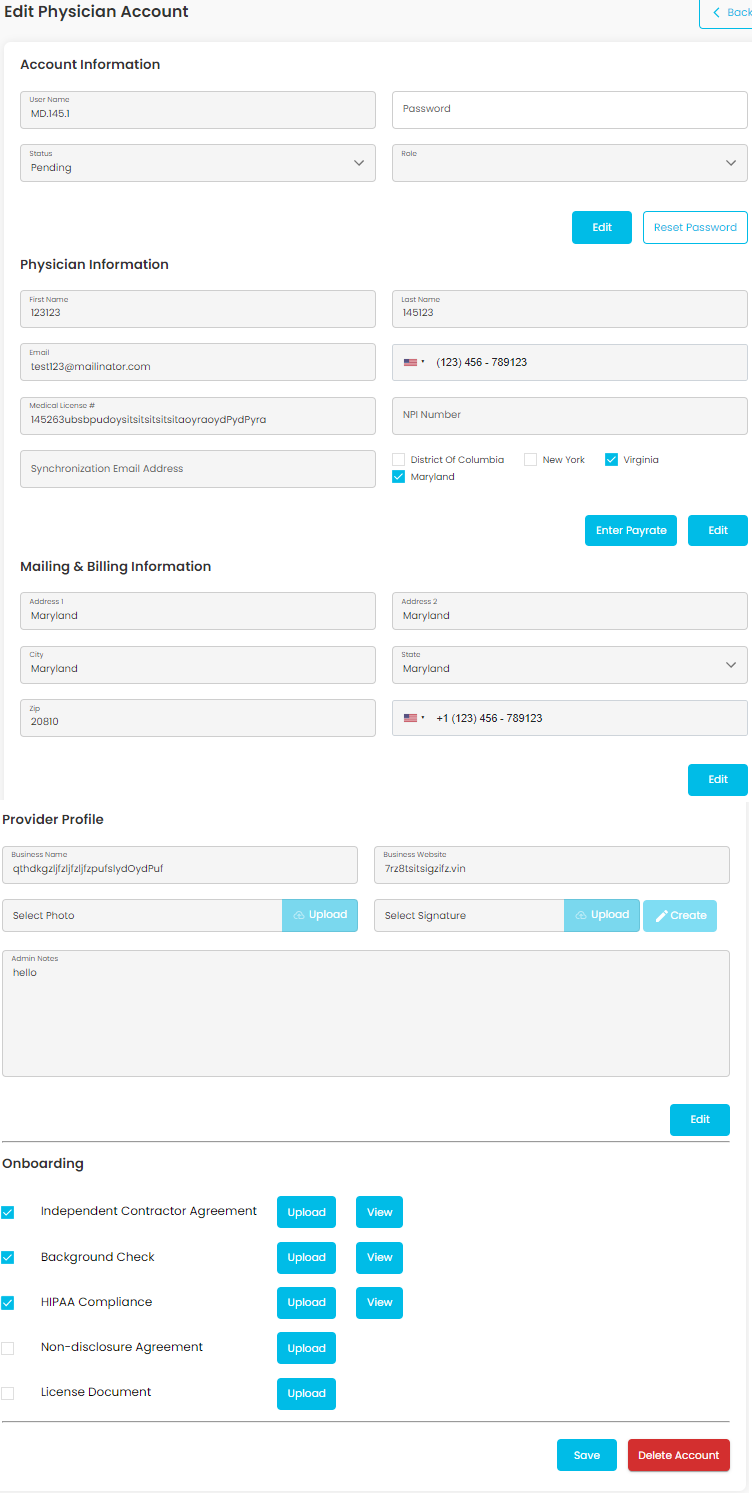 Edit Physician Account
Back
Account Information
User Name
MD.145.1
Password
Status
Pending
Role
Edit
Reset Password
Physician Information
First Name
123123
Last Name
145123
Email
test123@mailinator.com
(123) 456 - 789123
Medical License #
145263ubsbpudoysitsitsitsitsitaoyraoydPydPyra
NPI Number
Synchronization Email Address
District Of Columbia
New York
Virginia
Maryland
Enter Payrate
Edit
Mailing & Billing Information
Address 1
Maryland
Address 2
Maryland
City
Maryland
State
Maryland
Zip
20810
+1 (123) 456 - 789123
Edit
Provider Profile
Business Name
qthdkgzljfzljfzljfzpufslydOydPuf
Business Website
7rz8tsitsigzifz.vin
Select Photo
Upload
Select Signature
Upload
Create
Admin Notes
hello
Edit
Onboarding
Independent Contractor Agreement
Upload
View
Background Check
Upload
View
HIPAA Compliance
Upload
View
Non-disclosure Agreement
Upload
License Document
Upload
Save
Delete Account